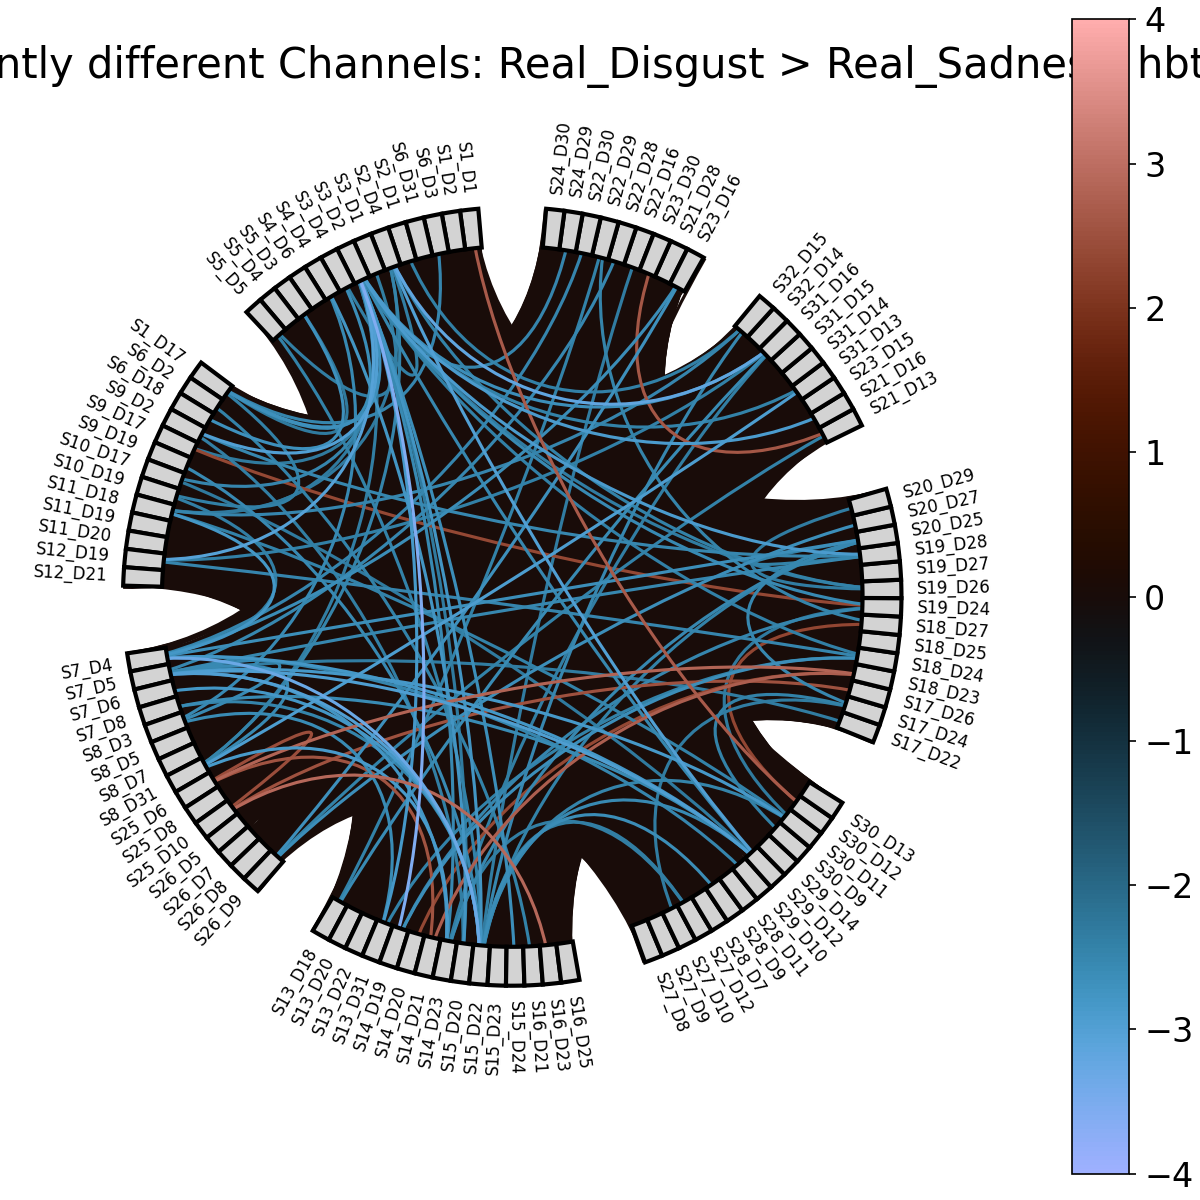 ntly different Channels: Real_Disgust > Real_Sadnes hbt
S24_D30
S24_D29
S22_D30
S22_D29
S22_D28
S22_D16
S23_D30
S21_D28
S23_D16
S32_D15
S32_D14
S31_D16
S31_D15
S31_D14
S31_D13
S23_D15
S21_D16
S21_D13
S20_D29
S20_D27
S20_D25
S19_D28
S19_D27
S19_D26
S19_D24
S18_D27
S18_D25
S18_D24
S18_D23
S17_D26
S17_D24
S17_D22
S30_D13
S30_D12
S30_D11
S30_D9
S29_D14
S29_D12
S29_D10
S28_D11
S28_D9
S28_D7
S27_D12
S27_D10
S27_D9
S27_D8
S16_D25
S16_D23
S16_D21
S15_D24
S15_D23
S15_D22
S15_D20
S14_D23
S14_D21
S14_D20
S14_D19
S13_D31
S13_D22
S13_D20
S13_D18
S26_D9
S26_D8
S26_D7
S26_D5
S25_D10
S25_D8
S25_D6
S8_D31
S8_D7
S8_D5
S8_D3
S7_D8
S7_D6
S7_D5
S7_D4
S12_D21
S12_D19
S11_D20
S11_D19
S11_D18
S10_D19
S10_D17
S9_D19
S9_D17
S9_D2
S6_D18
S6_D2
S1_D17
S5_D5
S5_D4
S5_D3
S4_D6
S4_D4
S3_D4
S3_D2
S3_D1
S2_D4
S2_D1
S6_D31
S6_D3
S1_D2
S1_D1
4
3
2
1
0
−1
−2
−3
−4